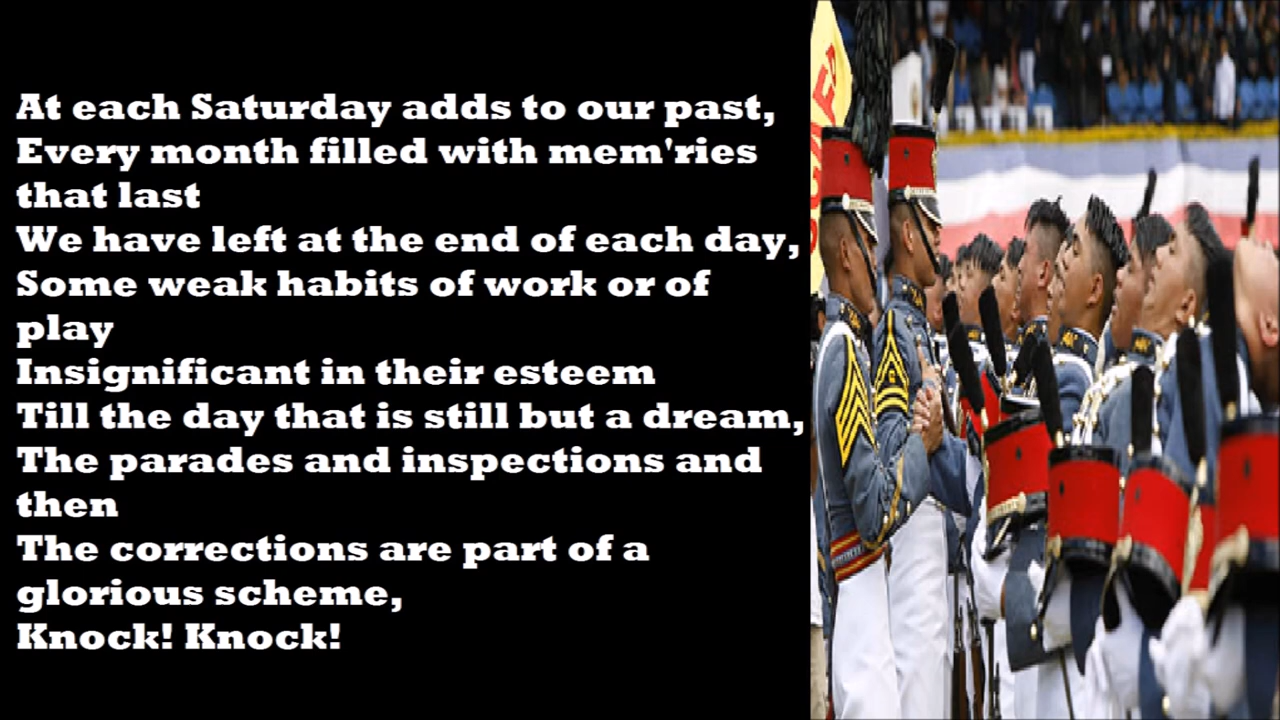 At each Saturday adds to our past,
Every month filled with mem'ries
that last
We have left at the end of each day,
Some weak habits of work or of
play
Insignificant in their esteem
Till the day that is still but a dream,
The parades and inspections and
then
The corrections are part of a
glorious scheme,
Knock! Knock!